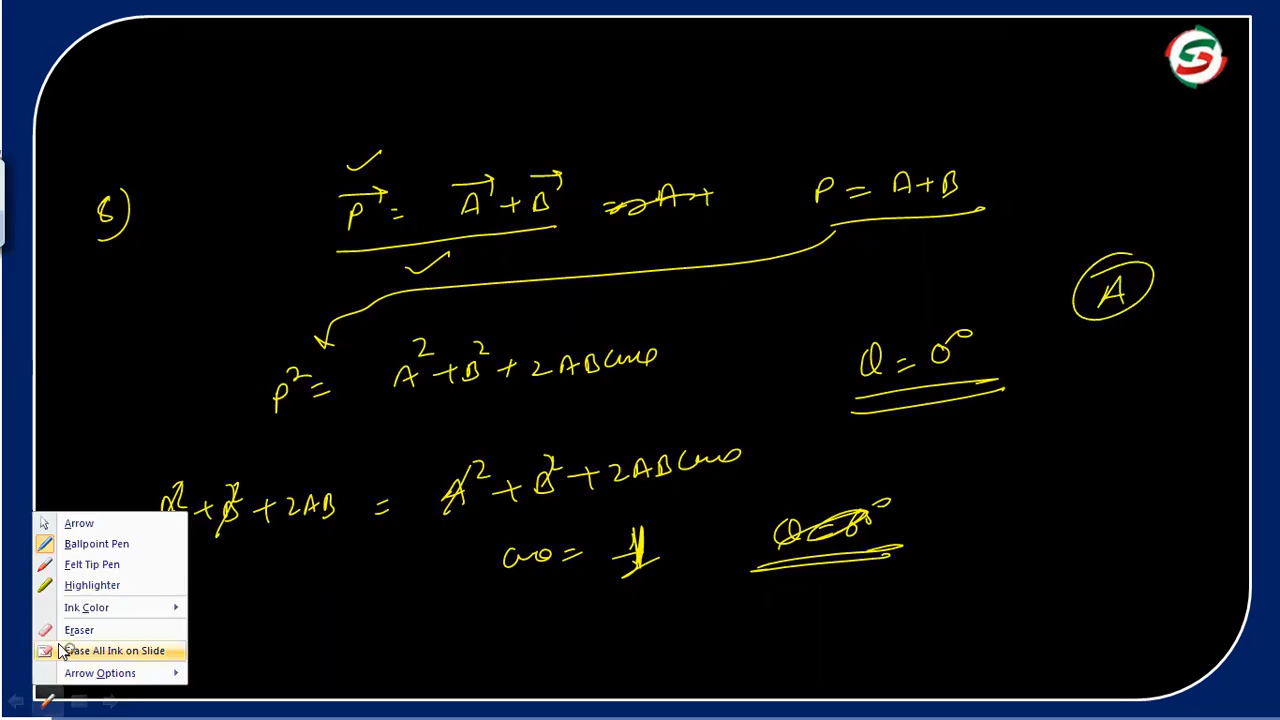 8) P⃗ = A⃗ + B⃗ P = A+B
A
P² = A² + B² + 2AB cosθ θ = 0°
A² + B² + 2AB = A² + B² + 2AB cosθ
cosθ = 1 θ = 0°
Arrow
Ballpoint Pen
Felt Tip Pen
Highlighter
Ink Color
Eraser
Erase All Ink on Slide
Arrow Options